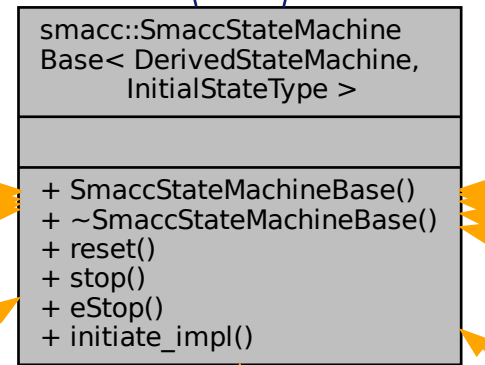 smacc::SmaccStateMachine
Base< DerivedStateMachine,
InitialStateType >
+ SmaccStateMachineBase()
+ ~SmaccStateMachineBase()
+ reset()
+ stop()
+ eStop()
+ initiate_impl()